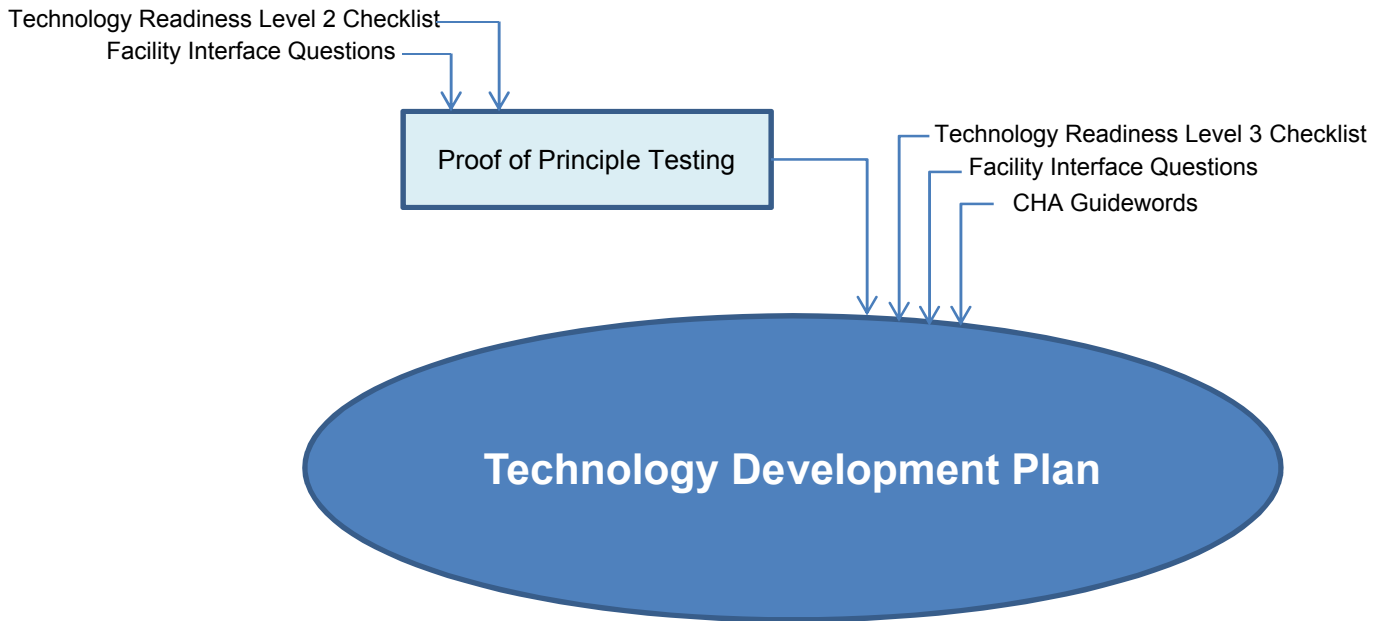 Technology Readiness Level 2 Checklist
Facility Interface Questions
Proof of Principle Testing
Technology Readiness Level 3 Checklist
Facility Interface Questions
CHA Guidewords
Technology Development Plan